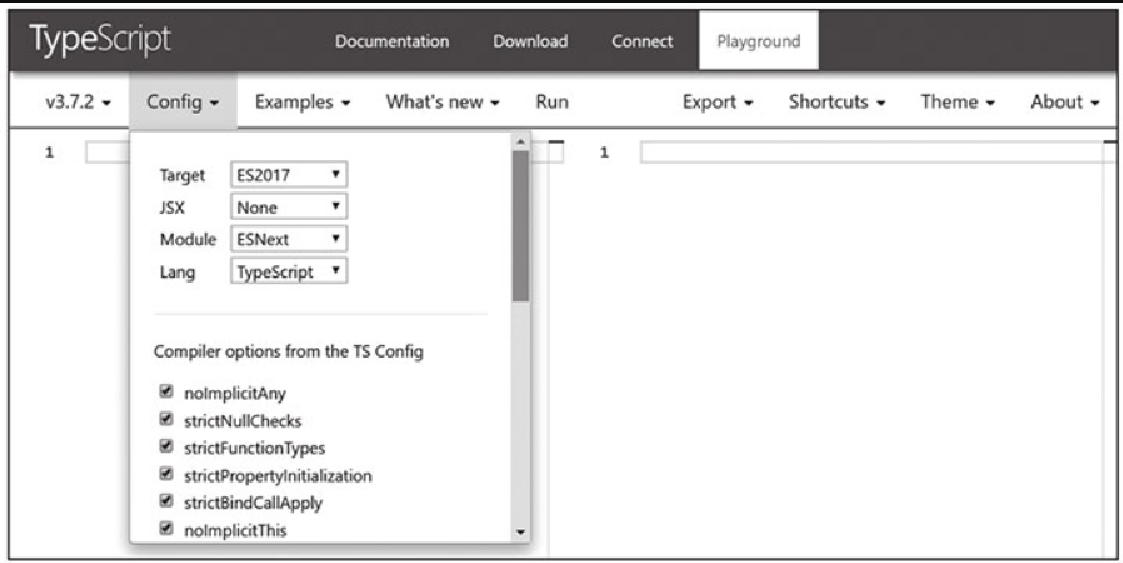 TypeScript Documentation Download Connect Playground
v3.7.2 Config Examples What's new Run Export Shortcuts Theme About
1 1
Target ES2017
JSX None
Module ESNext
Lang TypeScript
Compiler options from the TS Config
noImplicitAny
strictNullChecks
strictFunctionTypes
strictPropertyInitialization
strictBindCallApply
noImplicitThis